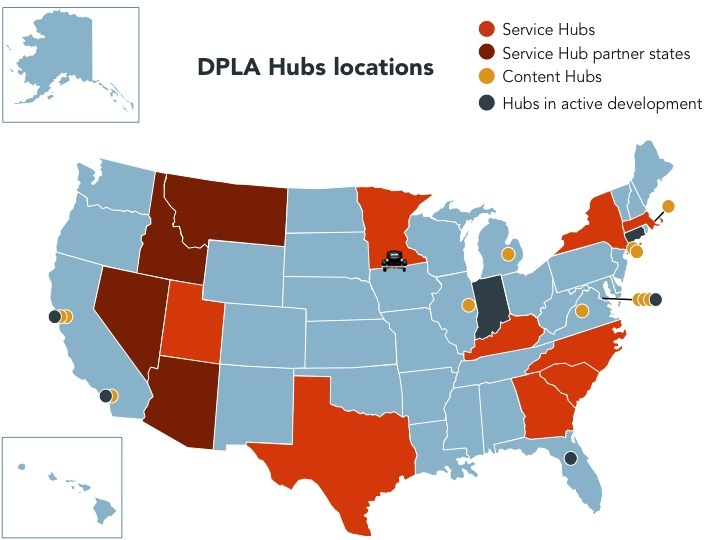 DPLA Hubs locations
Service Hubs
Service Hub partner states
Content Hubs
Hubs in active development